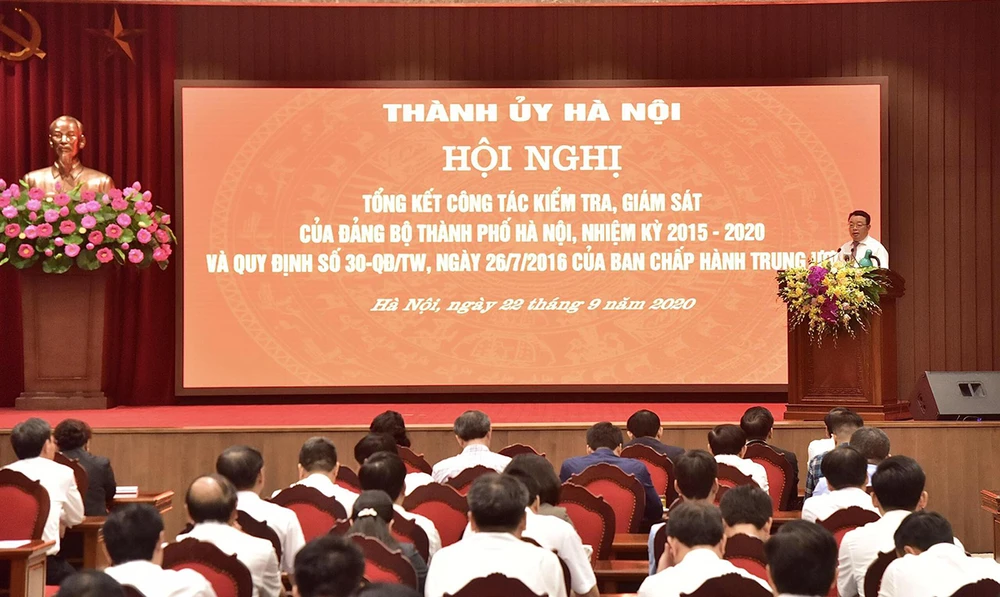 THÀNH ỦY HÀ NỘI
HỘI NGHỊ
TỔNG KẾT CÔNG TÁC KIỂM TRA, GIÁM SÁT
CỦA ĐẢNG BỘ THÀNH PHỐ HÀ NỘI, NHIỆM KỲ 2015 - 2020
VÀ QUY ĐỊNH SỐ 30-QĐ/TW, NGÀY 26/7/2016 CỦA BAN CHẤP HÀNH TRUNG
Hà Nội, ngày 22 tháng 9 năm 2020